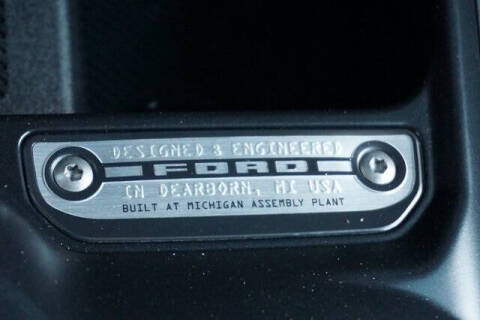 DESIGNED & ENGINEERED
FORD
IN DEARBORN, MI USA
BUILT AT MICHIGAN ASSEMBLY PLANT